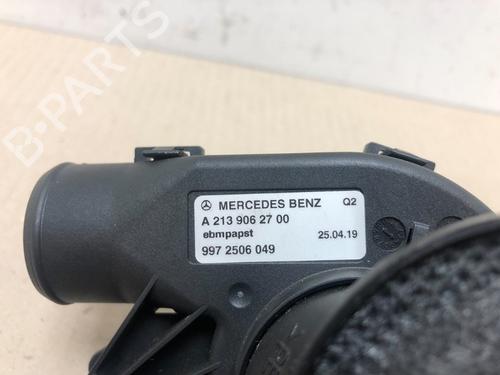 B-PARTS
MERCEDES BENZ Q2
A 213 906 27 00
ebmpapst 25.04.19
997 2506 049